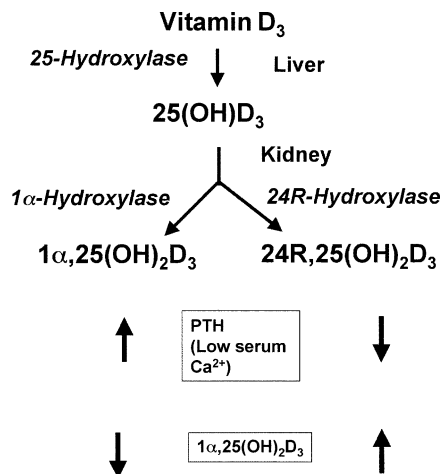 Vitamin D₃
25-Hydroxylase
Liver
25(OH)D₃
Kidney
1α-Hydroxylase
24R-Hydroxylase
1α,25(OH)₂D₃
24R,25(OH)₂D₃
PTH
(Low serum
Ca²⁺)
1α,25(OH)₂D₃